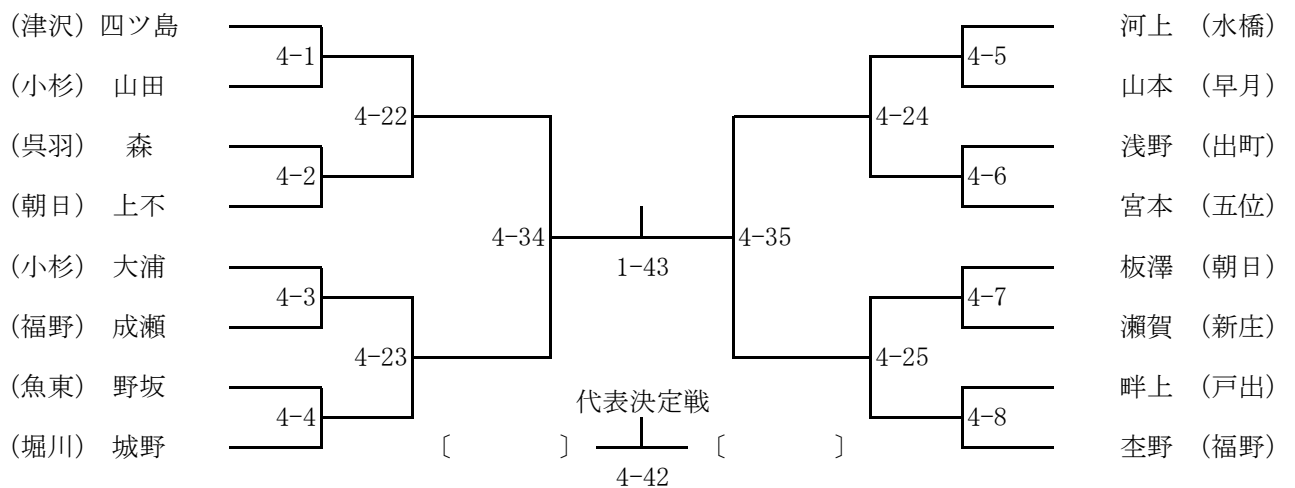 (津沢) 四ツ島 河上 (水橋)
4-1 4-5
(小杉) 山田 山本 (早月)
4-22 4-24
(呉羽) 森 浅野 (出町)
4-2 4-6
(朝日) 上不 宮本 (五位)
4-34 4-35
1-43
(小杉) 大浦 板澤 (朝日)
4-3 4-7
(福野) 成瀬 瀬賀 (新庄)
4-23 4-25
(魚東) 野坂 畔上 (戸出)
代表決定戦
4-4 4-8
(堀川) 城野 〔 〕 〔 〕 杢野 (福野)
4-42